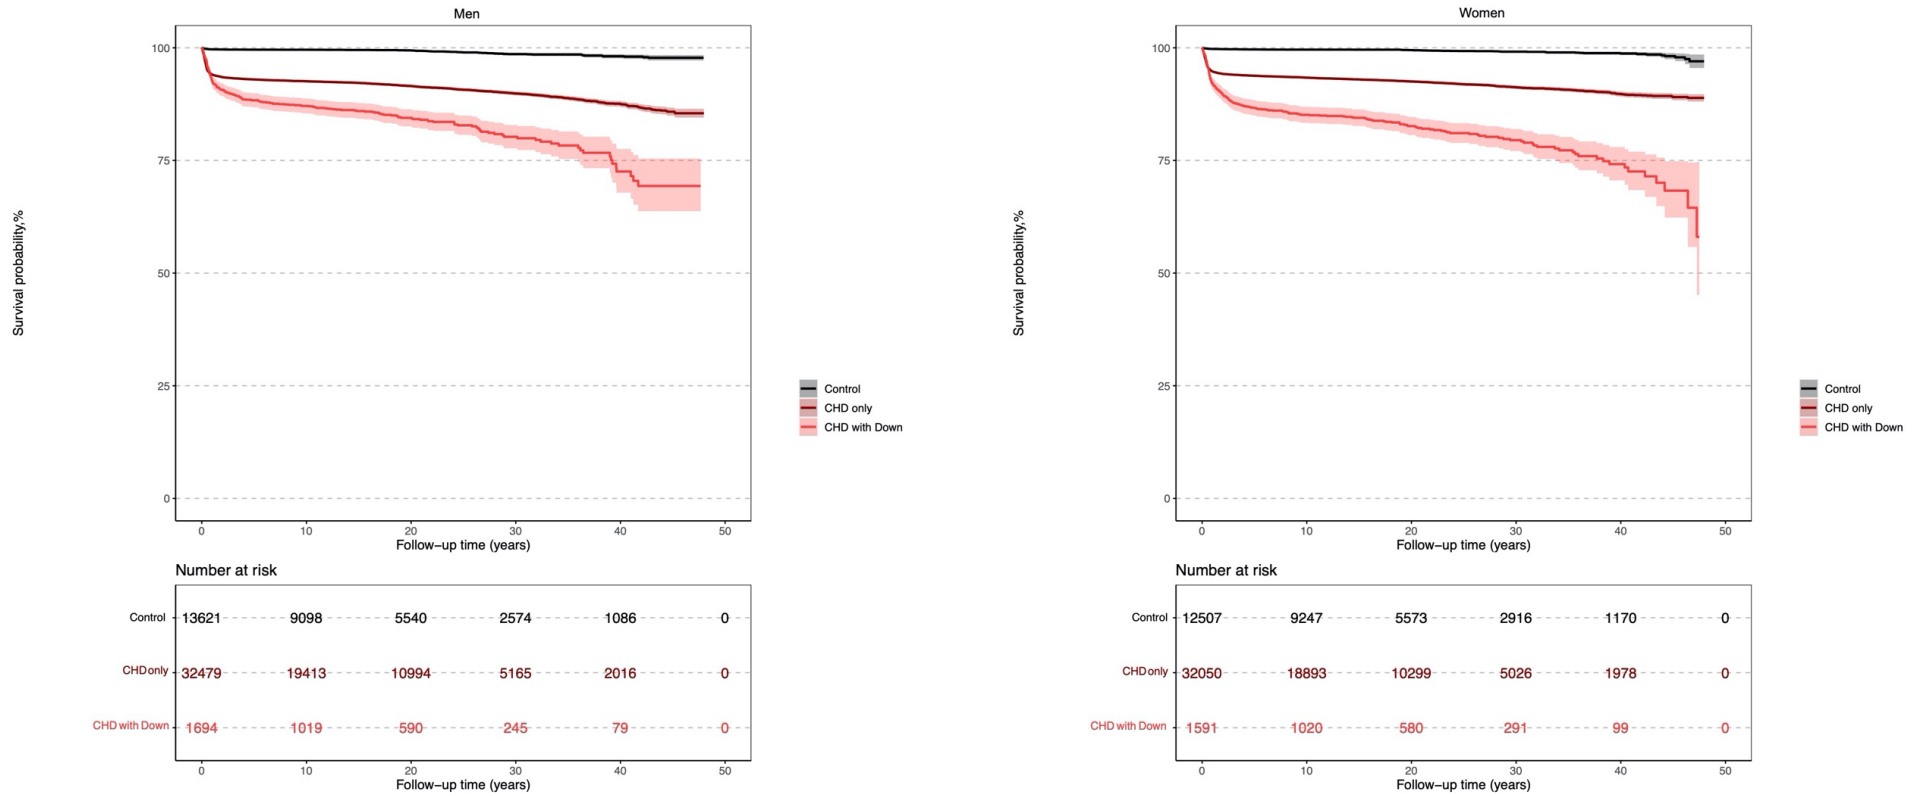 Men
Survival probability,%
100
75
50
25
0
0 10 20 30 40 50
Follow-up time (years)
Control
CHD only
CHD with Down
Number at risk
Control 13621 9098 5540 2574 1086 0
CHD only 32479 19413 10994 5165 2016 0
CHD with Down 1694 1019 590 245 79 0
0 10 20 30 40 50
Follow-up time (years)
Women
Survival probability,%
100
75
50
25
0
0 10 20 30 40 50
Follow-up time (years)
Control
CHD only
CHD with Down
Number at risk
Control 12507 9247 5573 2916 1170 0
CHD only 32050 18893 10299 5026 1978 0
CHD with Down 1591 1020 580 291 99 0
0 10 20 30 40 50
Follow-up time (years)